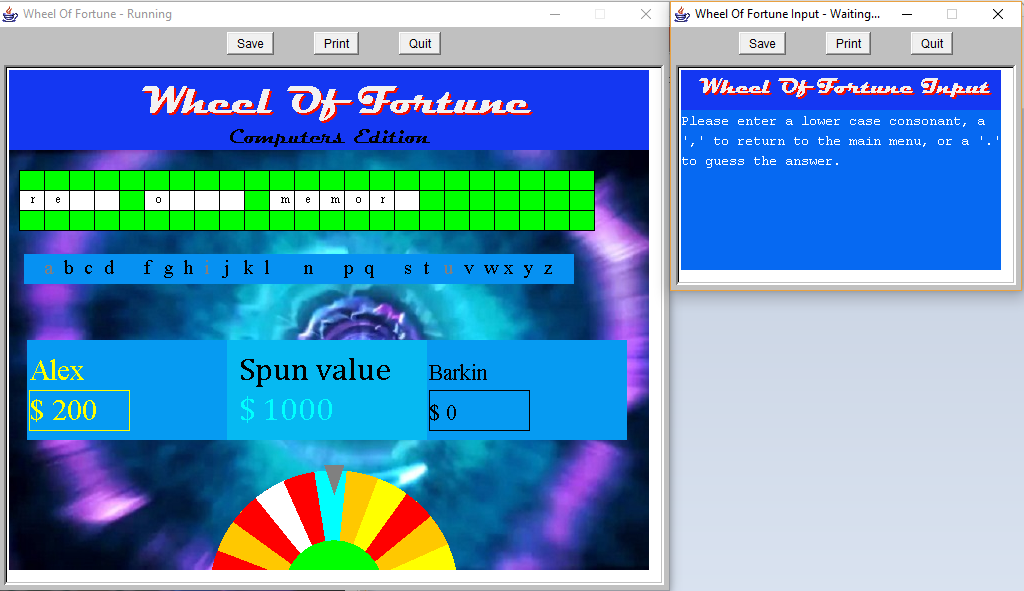 Wheel Of Fortune - Running
Save Print Quit
Wheel Of Fortune
Computers Edition
r e o m e m o r
a b c d f g h i j k l n p q s t u v w x y z
Alex
$ 200
Spun value
$ 1000
Barkin
$ 0
Wheel Of Fortune Input - Waiting...
Save Print Quit
Wheel Of Fortune Input
Please enter a lower case consonant, a
',' to return to the main menu, or a '.'
to guess the answer.